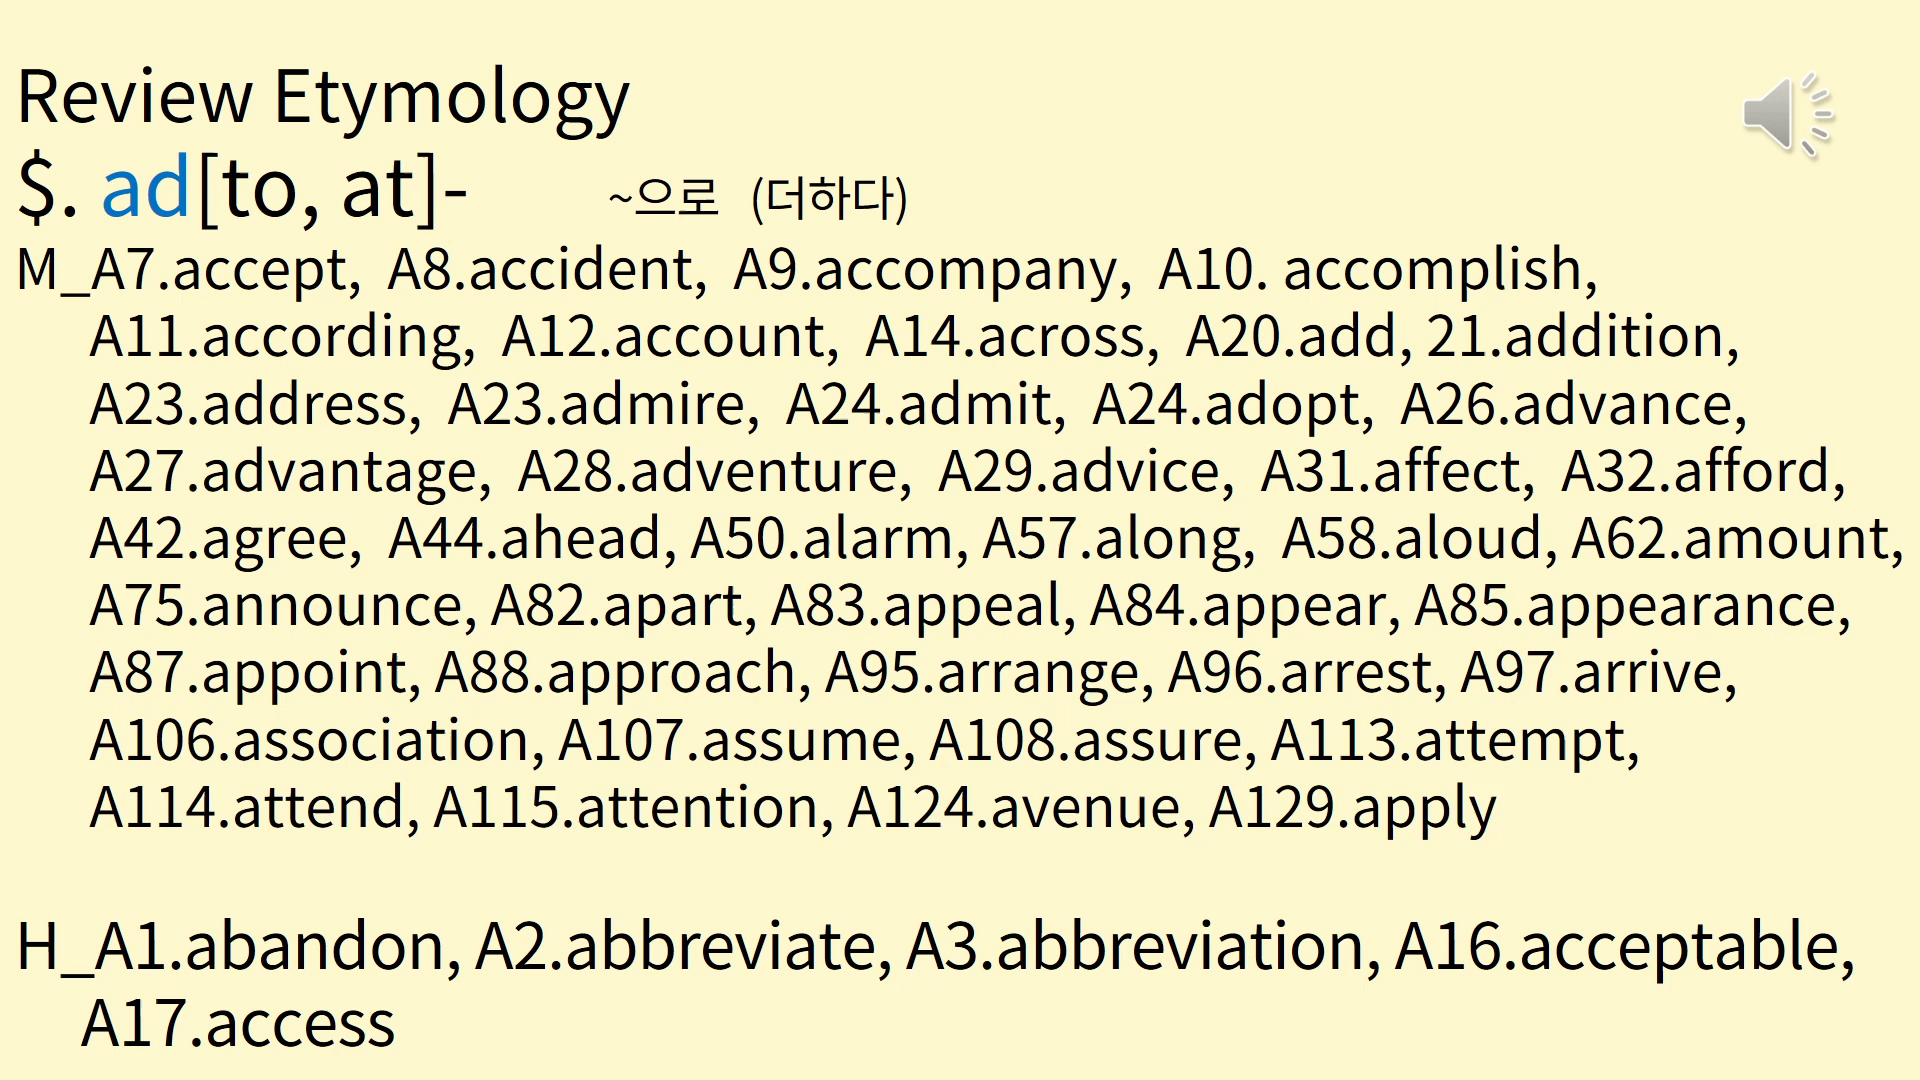 Review Etymology
$. ad[to, at]- ~으로 (더하다)
M_A7.accept, A8.accident, A9.accompany, A10. accomplish,
A11.according, A12.account, A14.across, A20.add, 21.addition,
A23.address, A23.admire, A24.admit, A24.adopt, A26.advance,
A27.advantage, A28.adventure, A29.advice, A31.affect, A32.afford,
A42.agree, A44.ahead, A50.alarm, A57.along, A58.aloud, A62.amount,
A75.announce, A82.apart, A83.appeal, A84.appear, A85.appearance,
A87.appoint, A88.approach, A95.arrange, A96.arrest, A97.arrive,
A106.association, A107.assume, A108.assure, A113.attempt,
A114.attend, A115.attention, A124.avenue, A129.apply
H_A1.abandon, A2.abbreviate, A3.abbreviation, A16.acceptable,
A17.access